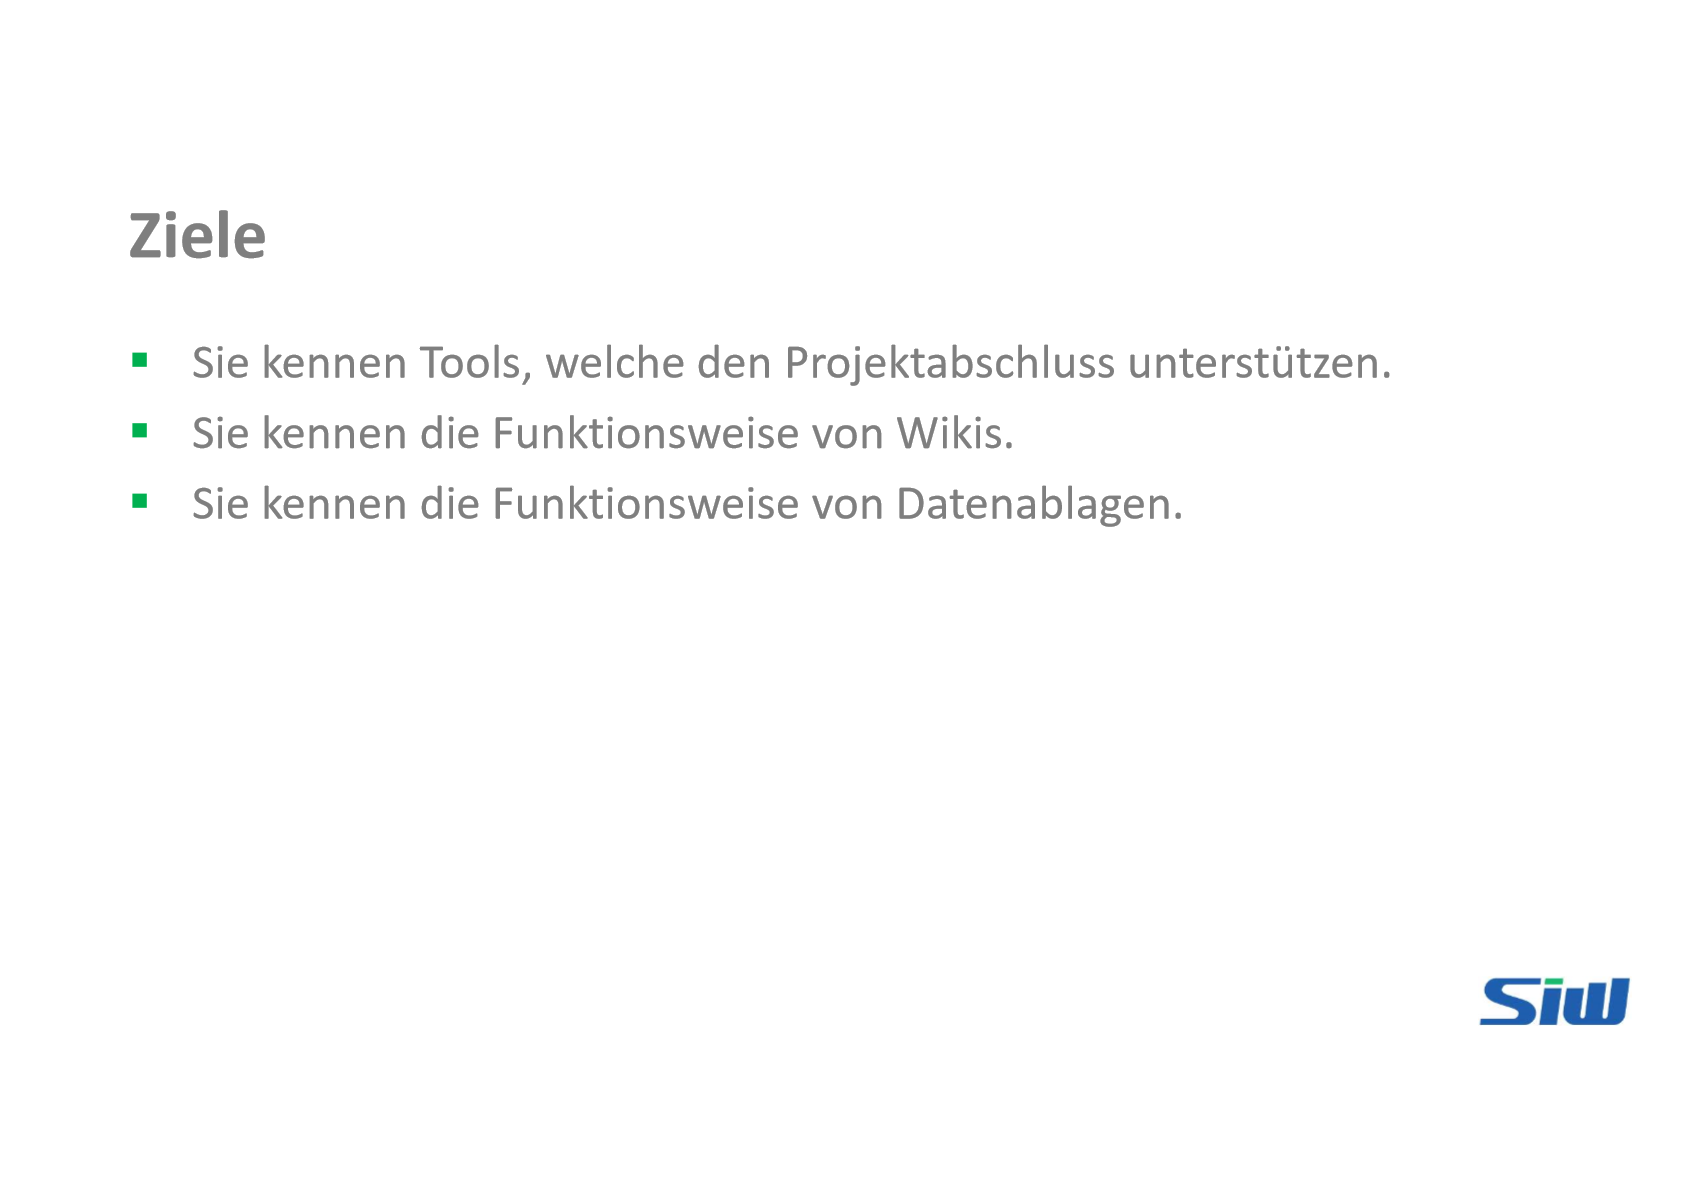 Ziele
▪ Sie kennen Tools, welche den Projektabschluss unterstützen.
▪ Sie kennen die Funktionsweise von Wikis.
▪ Sie kennen die Funktionsweise von Datenablagen.
Siw